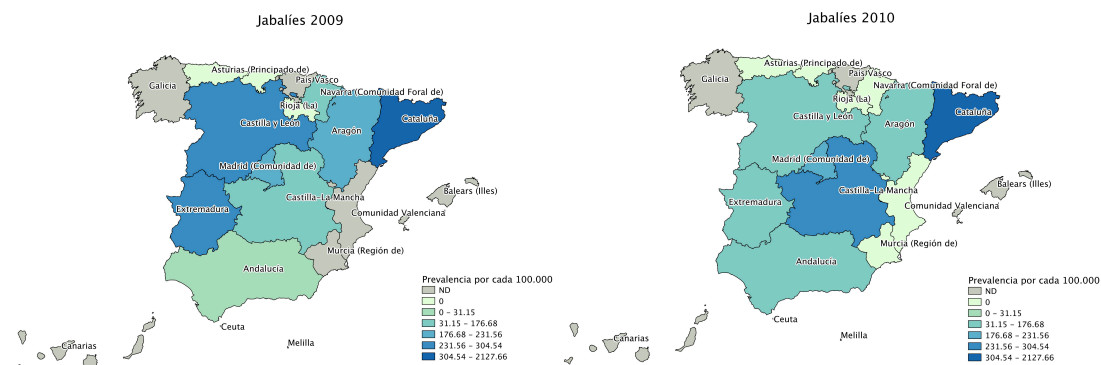 Jabalíes 2009
Asturias (Principado de)
Galicia
País Vasco
Navarra (Comunidad Foral de)
Rioja (La)
Cataluña
Castilla y León
Aragón
Madrid (Comunidad de)
Castilla-La Mancha
Balears (Illes)
Extremadura
Comunidad Valenciana
Murcia (Región de)
Andalucía
Ceuta
Melilla
Canarias
Prevalencia por cada 100.000
ND
0
0 - 31.15
31.15 - 176.68
176.68 - 231.56
231.56 - 304.54
304.54 - 2127.66
Jabalíes 2010
Asturias (Principado de)
Galicia
País Vasco
Navarra (Comunidad Foral de)
Rioja (La)
Cataluña
Castilla y León
Aragón
Madrid (Comunidad de)
Castilla-La Mancha
Balears (Illes)
Extremadura
Comunidad Valenciana
Murcia (Región de)
Andalucía
Ceuta
Melilla
Canarias
Prevalencia por cada 100.000
ND
0
0 - 31.15
31.15 - 176.68
176.68 - 231.56
231.56 - 304.54
304.54 - 2127.66